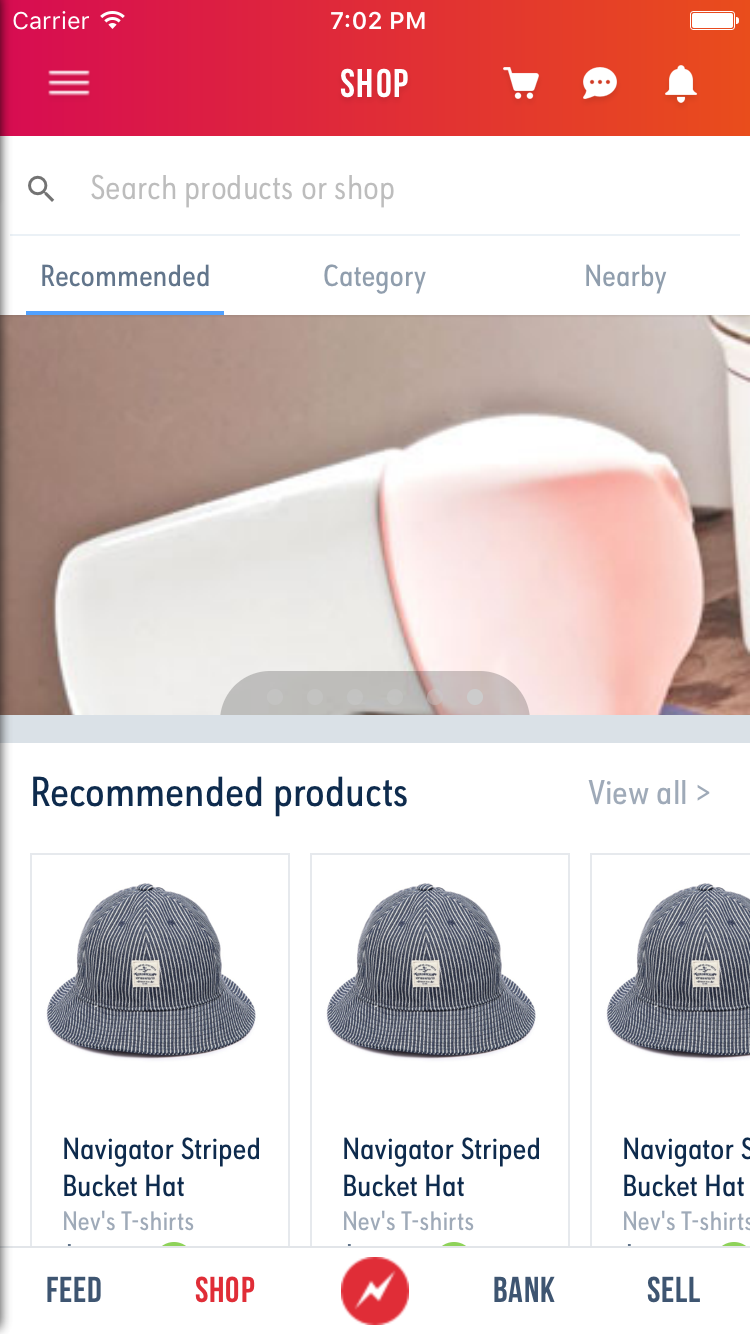 Carrier 7:02 PM
SHOP
Search products or shop
Recommended Category Nearby
Recommended products View all >
Navigator Striped Navigator Striped Navigator S
Bucket Hat Bucket Hat Bucket Hat
Nev's T-shirts Nev's T-shirts Nev's T-shirts
FEED SHOP BANK SELL